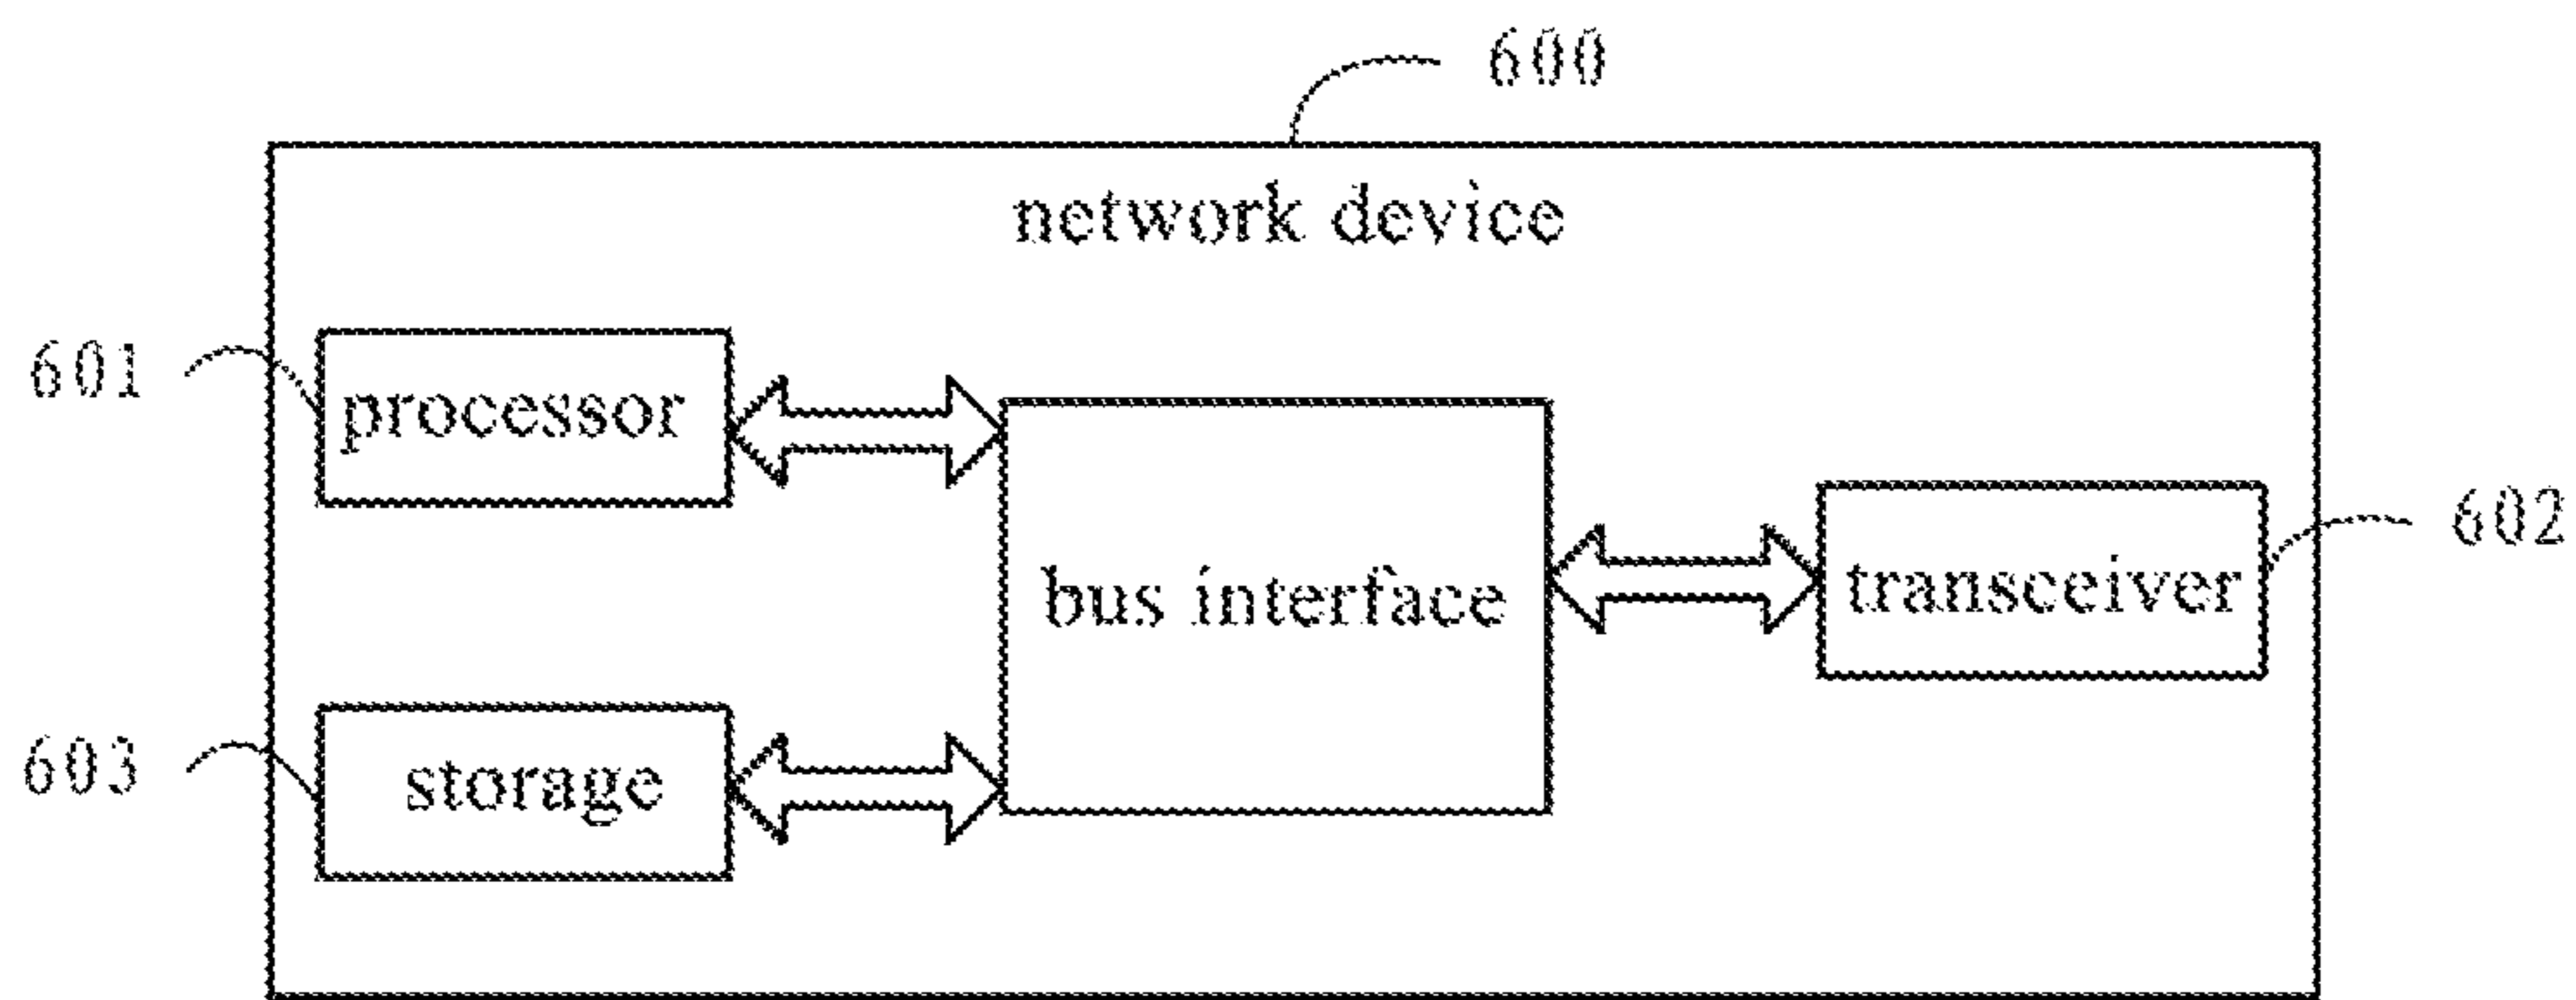 600
network device
601
processor
bus interface
transceiver
602
603
storage